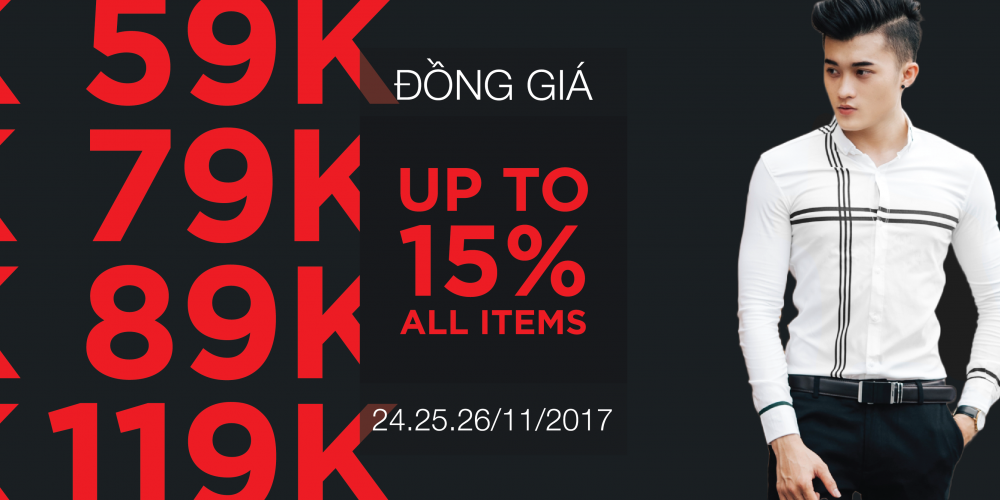 59K
79K
89K
119K
ĐỒNG GIÁ
UP TO
15%
ALL ITEMS
24.25.26/11/2017